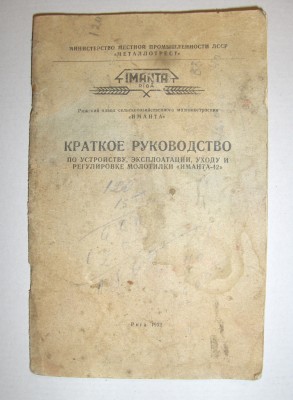 МИНИСТЕРСТВО МЕСТНОЙ ПРОМЫШЛЕННОСТИ ЛССР
«МЕТАЛЛОТРЕСТ»
IMANTA
RĪGĀ
Рижский завод сельскохозяйственного машиностроения
«ИМАНТА»
КРАТКОЕ РУКОВОДСТВО
ПО УСТРОЙСТВУ, ЭКСПЛОАТАЦИИ, УХОДУ И
РЕГУЛИРОВКЕ МОЛОТИЛКИ «ИМАНТА-12»
Рига